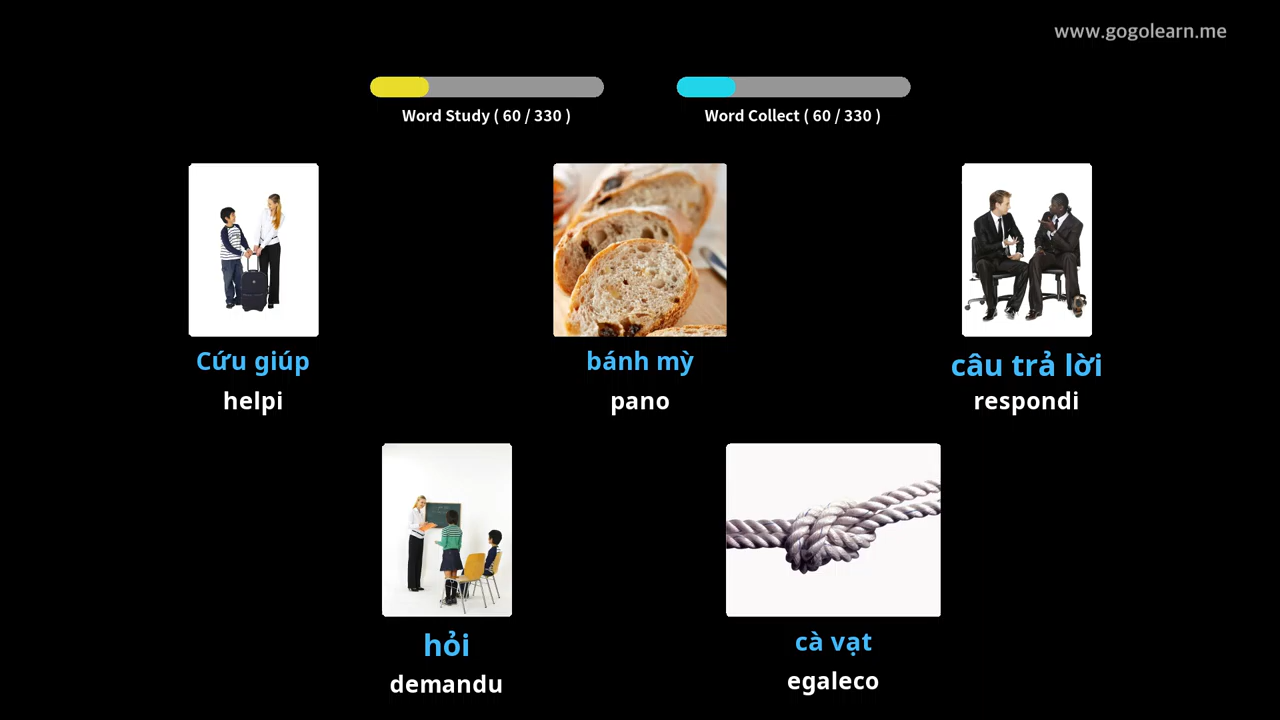 www.gogolearn.me
Word Study ( 60 / 330 )
Word Collect ( 60 / 330 )
Cứu giúp
helpi
bánh mỳ
pano
câu trả lời
respondi
hỏi
demandu
cà vạt
egaleco